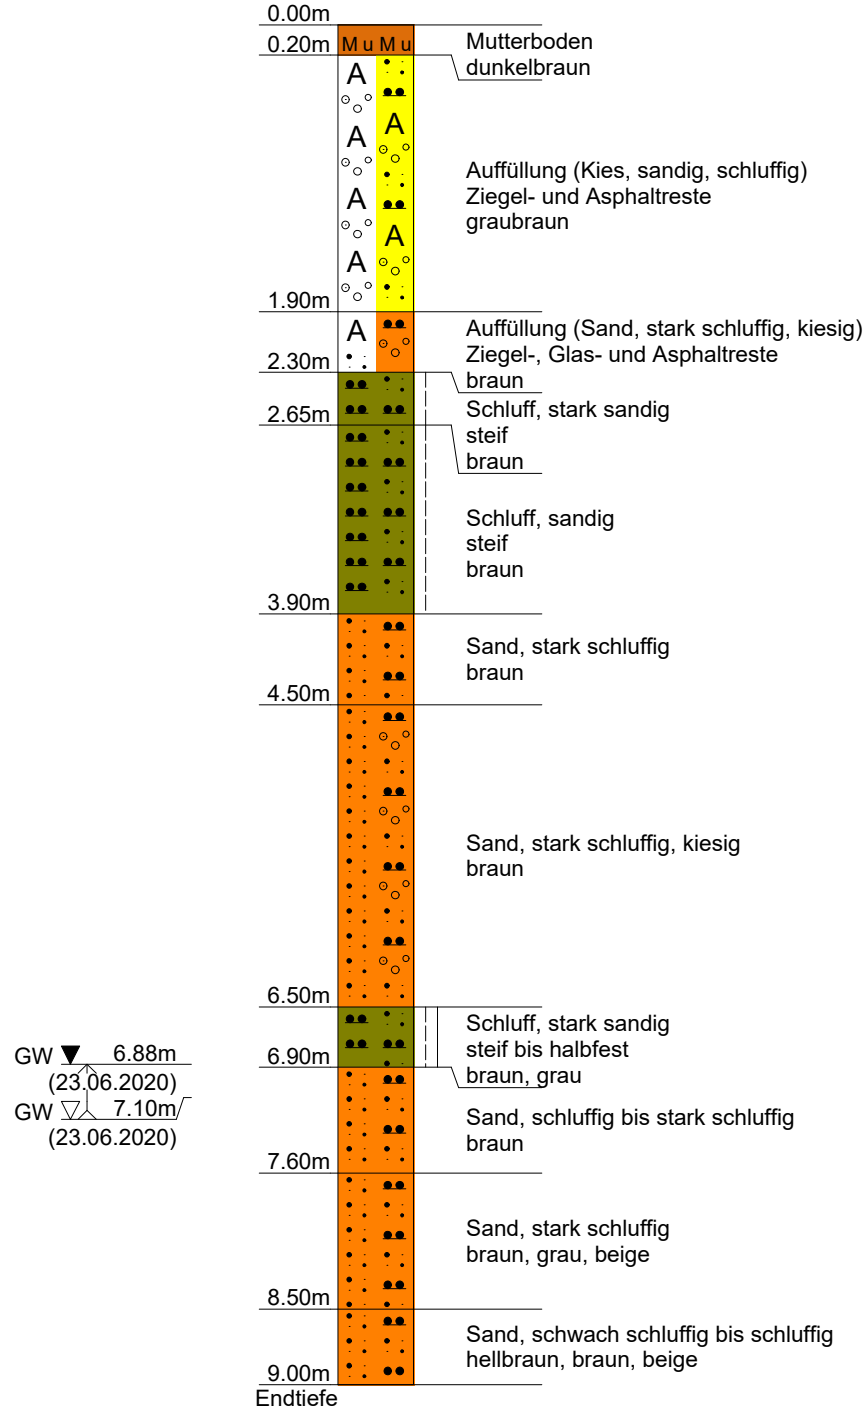 0.00m
0.20m
M u M u
Mutterboden
dunkelbraun
A
A
A
A
A
A
Auffüllung (Kies, sandig, schluffig)
Ziegel- und Asphaltreste
graubraun
1.90m
A
Auffüllung (Sand, stark schluffig, kiesig)
Ziegel-, Glas- und Asphaltreste
braun
2.30m
Schluff, stark sandig
steif
braun
2.65m
Schluff, sandig
steif
braun
3.90m
Sand, stark schluffig
braun
4.50m
Sand, stark schluffig, kiesig
braun
6.50m
Schluff, stark sandig
steif bis halbfest
braun, grau
GW 6.88m
(23.06.2020)
6.90m
GW 7.10m
(23.06.2020)
Sand, schluffig bis stark schluffig
braun
7.60m
Sand, stark schluffig
braun, grau, beige
8.50m
Sand, schwach schluffig bis schluffig
hellbraun, braun, beige
9.00m
Endtiefe